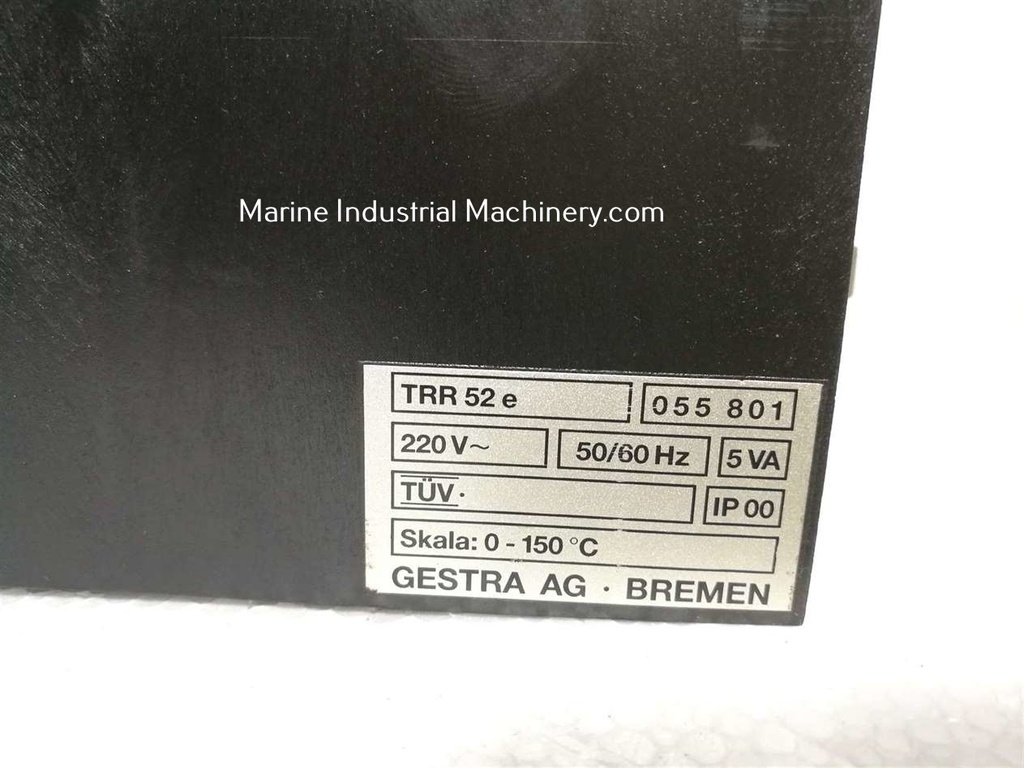 Marine Industrial Machinery.com
TRR 52 e 055 801
220 V~ 50/60 Hz 5 VA
TÜV· IP 00
Skala: 0 - 150 °C
GESTRA AG · BREMEN